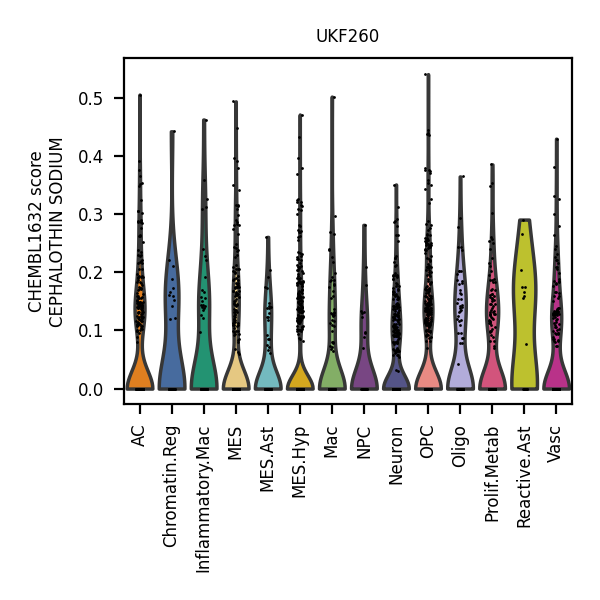 UKF260
CHEMBL1632 score
CEPHALOTHIN SODIUM
0.5
0.4
0.3
0.2
0.1
0.0
AC
Chromatin.Reg
Inflammatory.Mac
MES
MES.Ast
MES.Hyp
Mac
NPC
Neuron
OPC
Oligo
Prolif.Metab
Reactive.Ast
Vasc